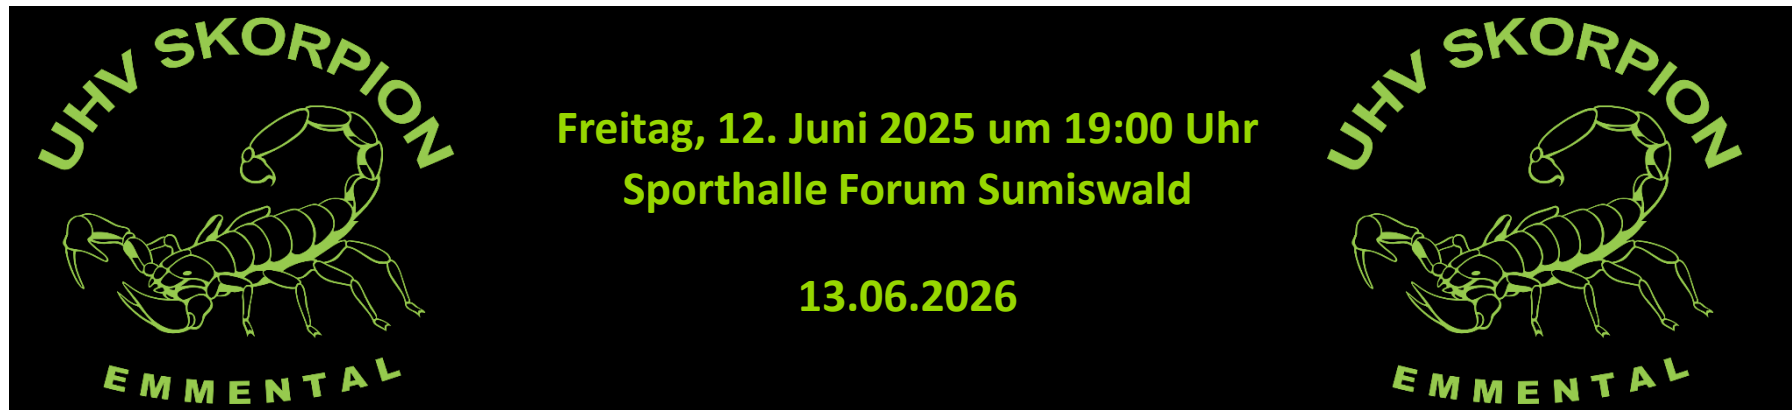 UHV SKORPION
EMMENTAL
Freitag, 12. Juni 2025 um 19:00 Uhr
Sporthalle Forum Sumiswald
13.06.2026
UHV SKORPION
EMMENTAL